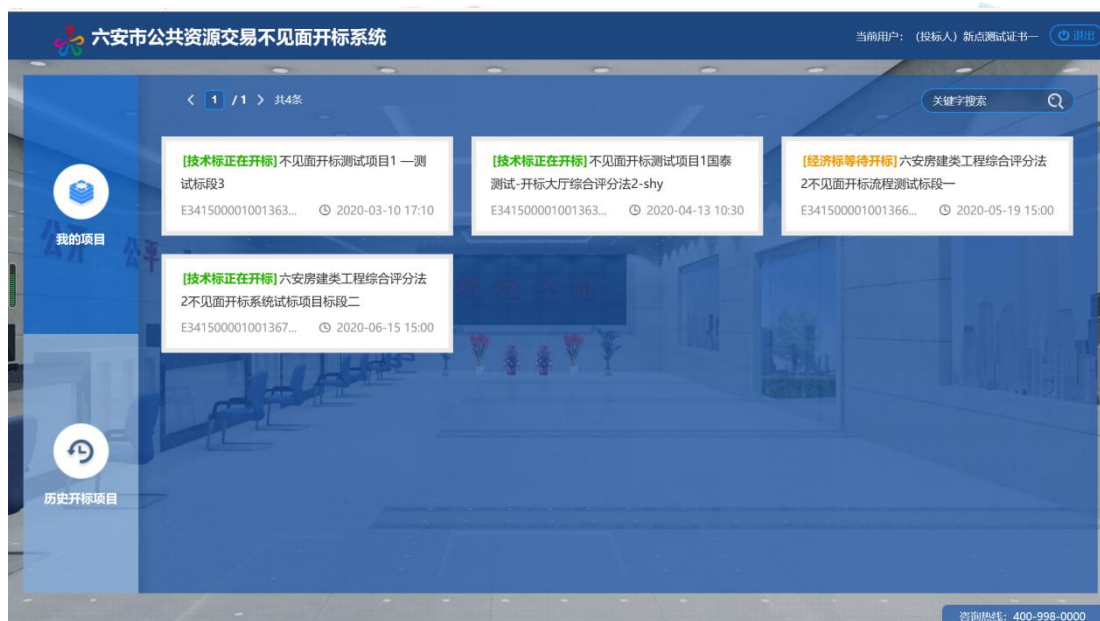 六安市公共资源交易不见面开标系统
当前用户： (投标人) 新点测试证书一
退出
1 /1 共4条
关键字搜索
[技术标正在开标]不见面开标测试项目1 —测
试标段3
E341500001001363... 2020-03-10 17:10
[技术标正在开标]不见面开标测试项目1国泰
测试-开标大厅综合评分法2-shy
E341500001001363... 2020-04-13 10:30
[经济标等待开标]六安房建类工程综合评分法
2不见面开标流程测试标段一
E341500001001366... 2020-05-19 15:00
我的项目
[技术标正在开标]六安房建类工程综合评分法
2不见面开标系统试标项目标段二
E341500001001367... 2020-06-15 15:00
历史开标项目
咨询热线：400-998-0000